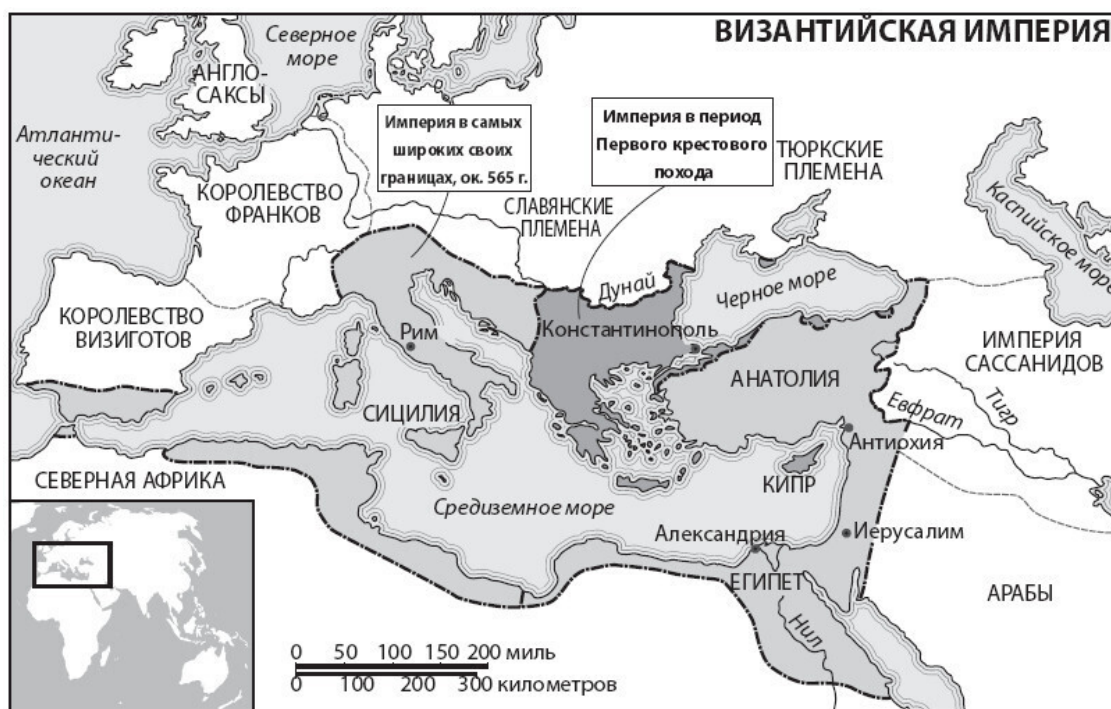 ВИЗАНТИЙСКАЯ ИМПЕРИЯ
Северное
море
АНГЛО-
САКСЫ
Атланти-
ческий
океан
Империя в самых
широких своих
границах, ок. 565 г.
Империя в период
Первого крестового
похода
ТЮРКСКИЕ
ПЛЕМЕНА
КОРОЛЕВСТВО
ФРАНКОВ
СЛАВЯНСКИЕ
ПЛЕМЕНА
Каспийское море
Дунай
Черное море
КОРОЛЕВСТВО
ВИЗИГОТОВ
Рим
Константинополь
ИМПЕРИЯ
САССАНИДОВ
АНАТОЛИЯ
Тигр
Евфрат
СИЦИЛИЯ
Антиохия
СЕВЕРНАЯ АФРИКА
КИПР
Средиземное море
Александрия
Иерусалим
ЕГИПЕТ
АРАБЫ
Нил
0 50 100 200 миль
0 100 200 300 километров